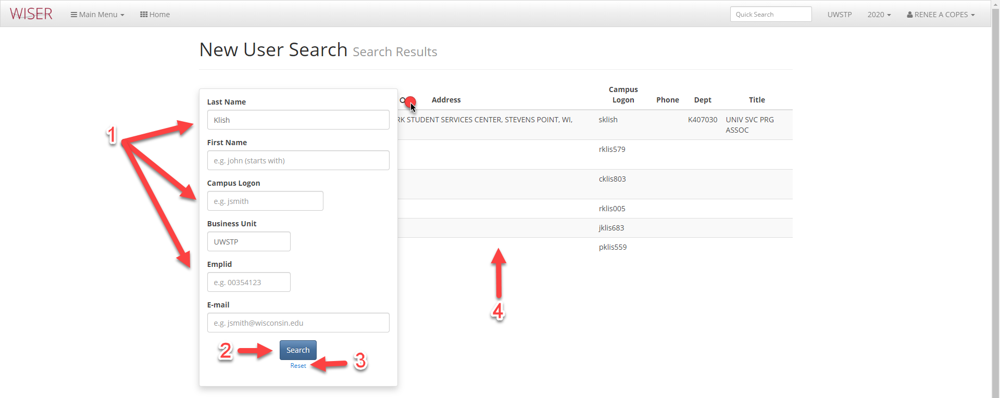 WISER Main Menu Home Quick Search UWSTP 2020 RENEE A COPES
New User Search Search Results
Last Name
Klish
First Name
e.g. john (starts with)
Campus Logon
e.g. jsmith
Business Unit
UWSTP
Emplid
e.g. 00354123
E-mail
e.g. jsmith@wisconsin.edu
Search
Reset
1
2
3
4
Address Campus Logon Phone Dept Title
RK STUDENT SERVICES CENTER, STEVENS POINT, WI, sklish K407030 UNIV SVC PRG
ASSOC
rklis579
cklis803
rklis005
jklis683
pklis559